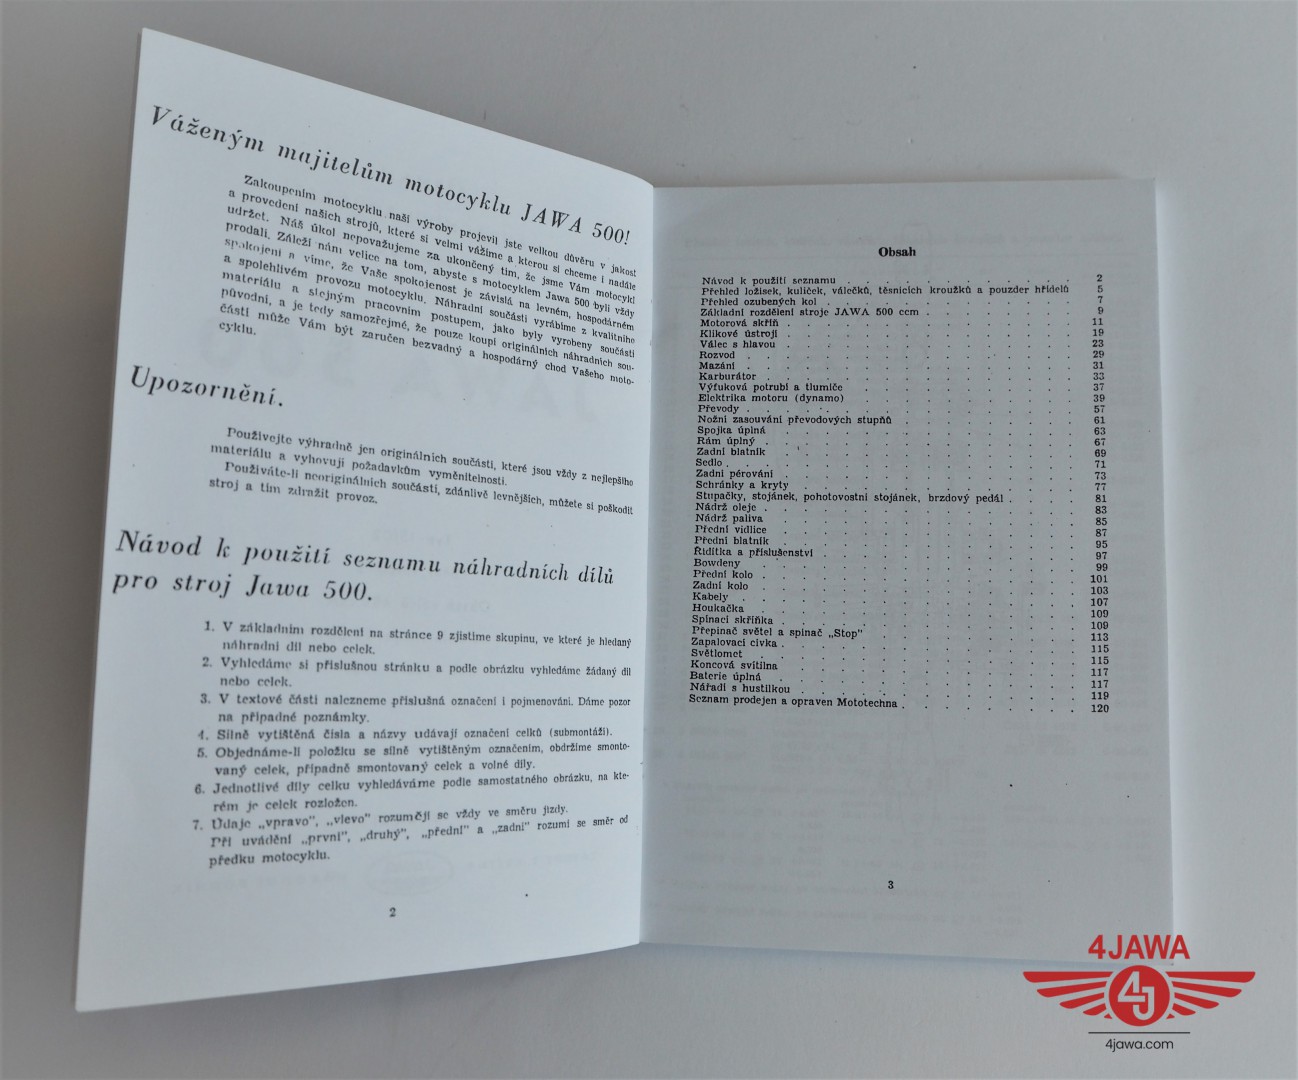 Váženým majitelům motocyklu JAWA 500!
Zakoupením motocyklu naší výroby projevil jste velkou důvěru v jakost
a provedení našich strojů, které si velmi vážíme a kterou si chceme i nadále
udržet. Náš úkol nepovažujeme za ukončený tím, že jsme Vám motocykl
prodali. Záleží nám velice na tom, abyste s motocyklem Jawa 500 byli vždy
spokojeni a víme, že Vaše spokojenost je závislá na levném, hospodárném
a spolehlivém provozu motocyklu. Náhradní součásti vyrábíme z kvalitního
materiálu a stejným pracovním postupem, jako byly vyrobeny součásti
původní, a je tedy samozřejmé, že pouze koupí originálních náhradních sou-
částí může Vám být zaručen bezvadný a hospodárný chod Vašeho moto-
cyklu.
Upozornění.
Používejte výhradně jen originálních součástí, které jsou vždy z nejlepšího
materiálu a vyhovují požadavkům vyměnitelnosti.
Používáte-li neoriginálních součástí, zdánlivě levnějších, můžete si poškodit
stroj a tím zdražit provoz.
Návod k použití seznamu náhradních dílů
pro stroj Jawa 500.
1. V základním rozdělení na stránce 9 zjistíme skupinu, ve které je hledaný
náhradní díl nebo celek.
2. Vyhledáme si příslušnou stránku a podle obrázku vyhledáme žádaný díl
nebo celek.
3. V textové části nalezneme příslušná označení i pojmenování. Dáme pozor
na případné poznámky.
4. Silně vytištěná čísla a názvy udávají označení celků (submontáží).
5. Objednáme-li položku se silně vytištěným označením, obdržíme smonto-
vaný celek, případně smontovaný celek a volné díly.
6. Jednotlivé díly celku vyhledáváme podle samostatného obrázku, na kte-
rém je celek rozložen.
7. Údaje „vpravo", „vlevo" rozumějí se vždy ve směru jízdy.
Při uvádění „první", „druhý", „přední" a „zadní" rozumí se směr od
předku motocyklu.
2
Obsah
Návod k použití seznamu . . . . . . . . . . . 2
Přehled ložisek, kuliček, válečků, těsnících kroužků a pouzder hřídelů 5
Přehled ozubených kol . . . . . . . . . . . . 7
Základní rozdělení stroje JAWA 500 ccm . . . . . . . 9
Motorová skříň . . . . . . . . . . . . . 11
Klikové ústrojí . . . . . . . . . . . . . 19
Válec s hlavou . . . . . . . . . . . . . 23
Rozvod . . . . . . . . . . . . . . . 29
Mazání . . . . . . . . . . . . . . . 31
Karburátor . . . . . . . . . . . . . . 33
Výfuková potrubí a tlumiče . . . . . . . . . . 37
Elektrika motoru (dynamo) . . . . . . . . . . 39
Převody . . . . . . . . . . . . . . . 57
Nožní zasouvání převodových stupňů . . . . . . . . 61
Spojka úplná . . . . . . . . . . . . . 63
Rám úplný . . . . . . . . . . . . . . 67
Zadní blatník . . . . . . . . . . . . . 69
Sedlo . . . . . . . . . . . . . . . 71
Zadní pérování . . . . . . . . . . . . . 73
Schránky a kryty . . . . . . . . . . . . 77
Stupačky, stojánek, pohotovostní stojánek, brzdový pedál . . . . 81
Nádrž oleje . . . . . . . . . . . . . . 83
Nádrž paliva . . . . . . . . . . . . . 85
Přední vidlice . . . . . . . . . . . . . 87
Přední blatník . . . . . . . . . . . . . 95
Řidítka a příslušenství . . . . . . . . . . . 97
Bowdeny . . . . . . . . . . . . . . 99
Přední kolo . . . . . . . . . . . . . . 101
Zadní kolo . . . . . . . . . . . . . . 103
Kabely . . . . . . . . . . . . . . . 107
Houkačka . . . . . . . . . . . . . . 109
Spínací skříňka . . . . . . . . . . . . . 109
Přepínač světel a spínač „Stop" . . . . . . . . . 113
Zapalovací cívka . . . . . . . . . . . . 115
Světlomet . . . . . . . . . . . . . . 115
Koncová svítilna . . . . . . . . . . . . 117
Baterie úplná . . . . . . . . . . . . . 117
Nářadí s hustilkou . . . . . . . . . . . . 119
Seznam prodejen a opraven Mototechna . . . . . . . . 120
3
4JAWA
4J
4jawa.com